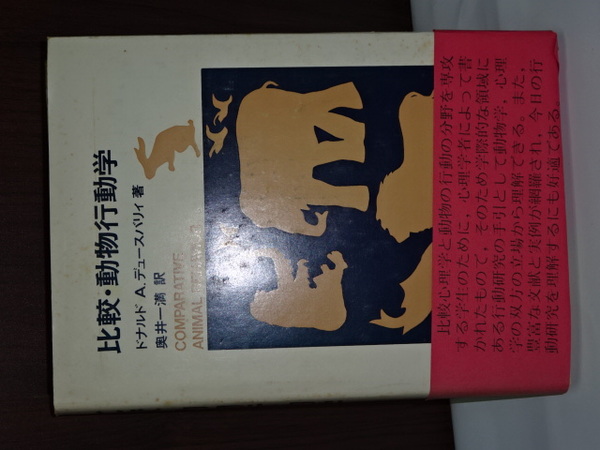 比較・動物行動学
ドナルド A.デュースバリィ 著
奥井一満 訳
COMPARATIVE
ANIMAL BEHAVIOR
比較心理学と動物の行動の分野を専攻
する学生のために，心理学者によって書
かれたもので，そのため学際的な領域に
ある行動研究の手引として動物学，心理
学の双方の立場から理解できる。また，
豊富な文献と実例が網羅され，今日の行
動研究を理解するにも好適である。